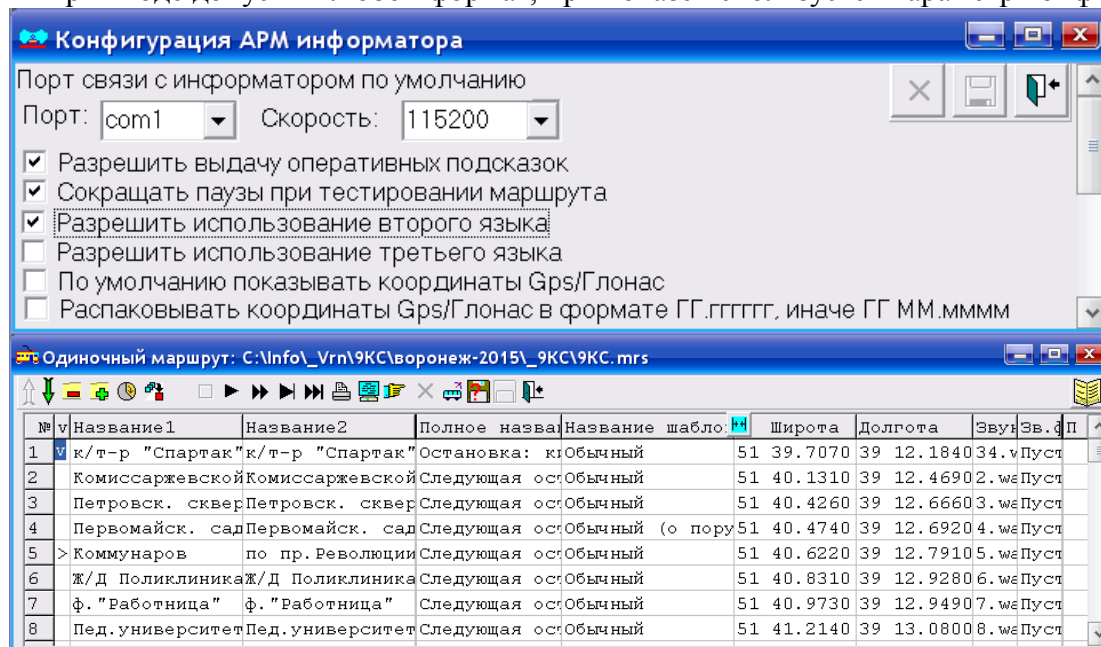 Конфигурация АРМ информатора
Порт связи с информатором по умолчанию
Порт: com1 Скорость: 115200
Разрешить выдачу оперативных подсказок
Сокращать паузы при тестировании маршрута
Разрешить использование второго языка
Разрешить использование третьего языка
По умолчанию показывать координаты Gps/Глонас
Распаковывать координаты Gps/Глонас в формате ГГ.гггггг, иначе ГГ ММ.мммм
Одиночный маршрут: C:\Info\_Vrn\9КС\воронеж-2015\_9КС\9КС.mrs
№ v Название1 Название2 Полное назва Название шабло Широта Долгота Звук Зв.ф П
1 v к/т-р "Спартак" к/т-р "Спартак" Остановка: ки Обычный 51 39.7070 39 12.1840 34.w Пуст
2 Комиссаржевской Комиссаржевской Следующая ост Обычный 51 40.1310 39 12.4690 2.wa Пуст
3 Петровск. сквер Петровск. сквер Следующая ост Обычный 51 40.4260 39 12.6660 3.wa Пуст
4 Первомайск. сад Первомайск. сад Следующая ост Обычный (о пору 51 40.4740 39 12.6920 4.wa Пуст
5 > Коммунаров по пр.Революции Следующая ост Обычный 51 40.6220 39 12.7910 5.wa Пуст
6 Ж/Д Поликлиника Ж/Д Поликлиника Следующая ост Обычный 51 40.8310 39 12.9280 6.wa Пуст
7 ф."Работница" ф."Работница" Следующая ост Обычный 51 40.9730 39 12.9490 7.wa Пуст
8 Пед.университет Пед.университет Следующая ост Обычный 51 41.2140 39 13.0800 8.wa Пуст